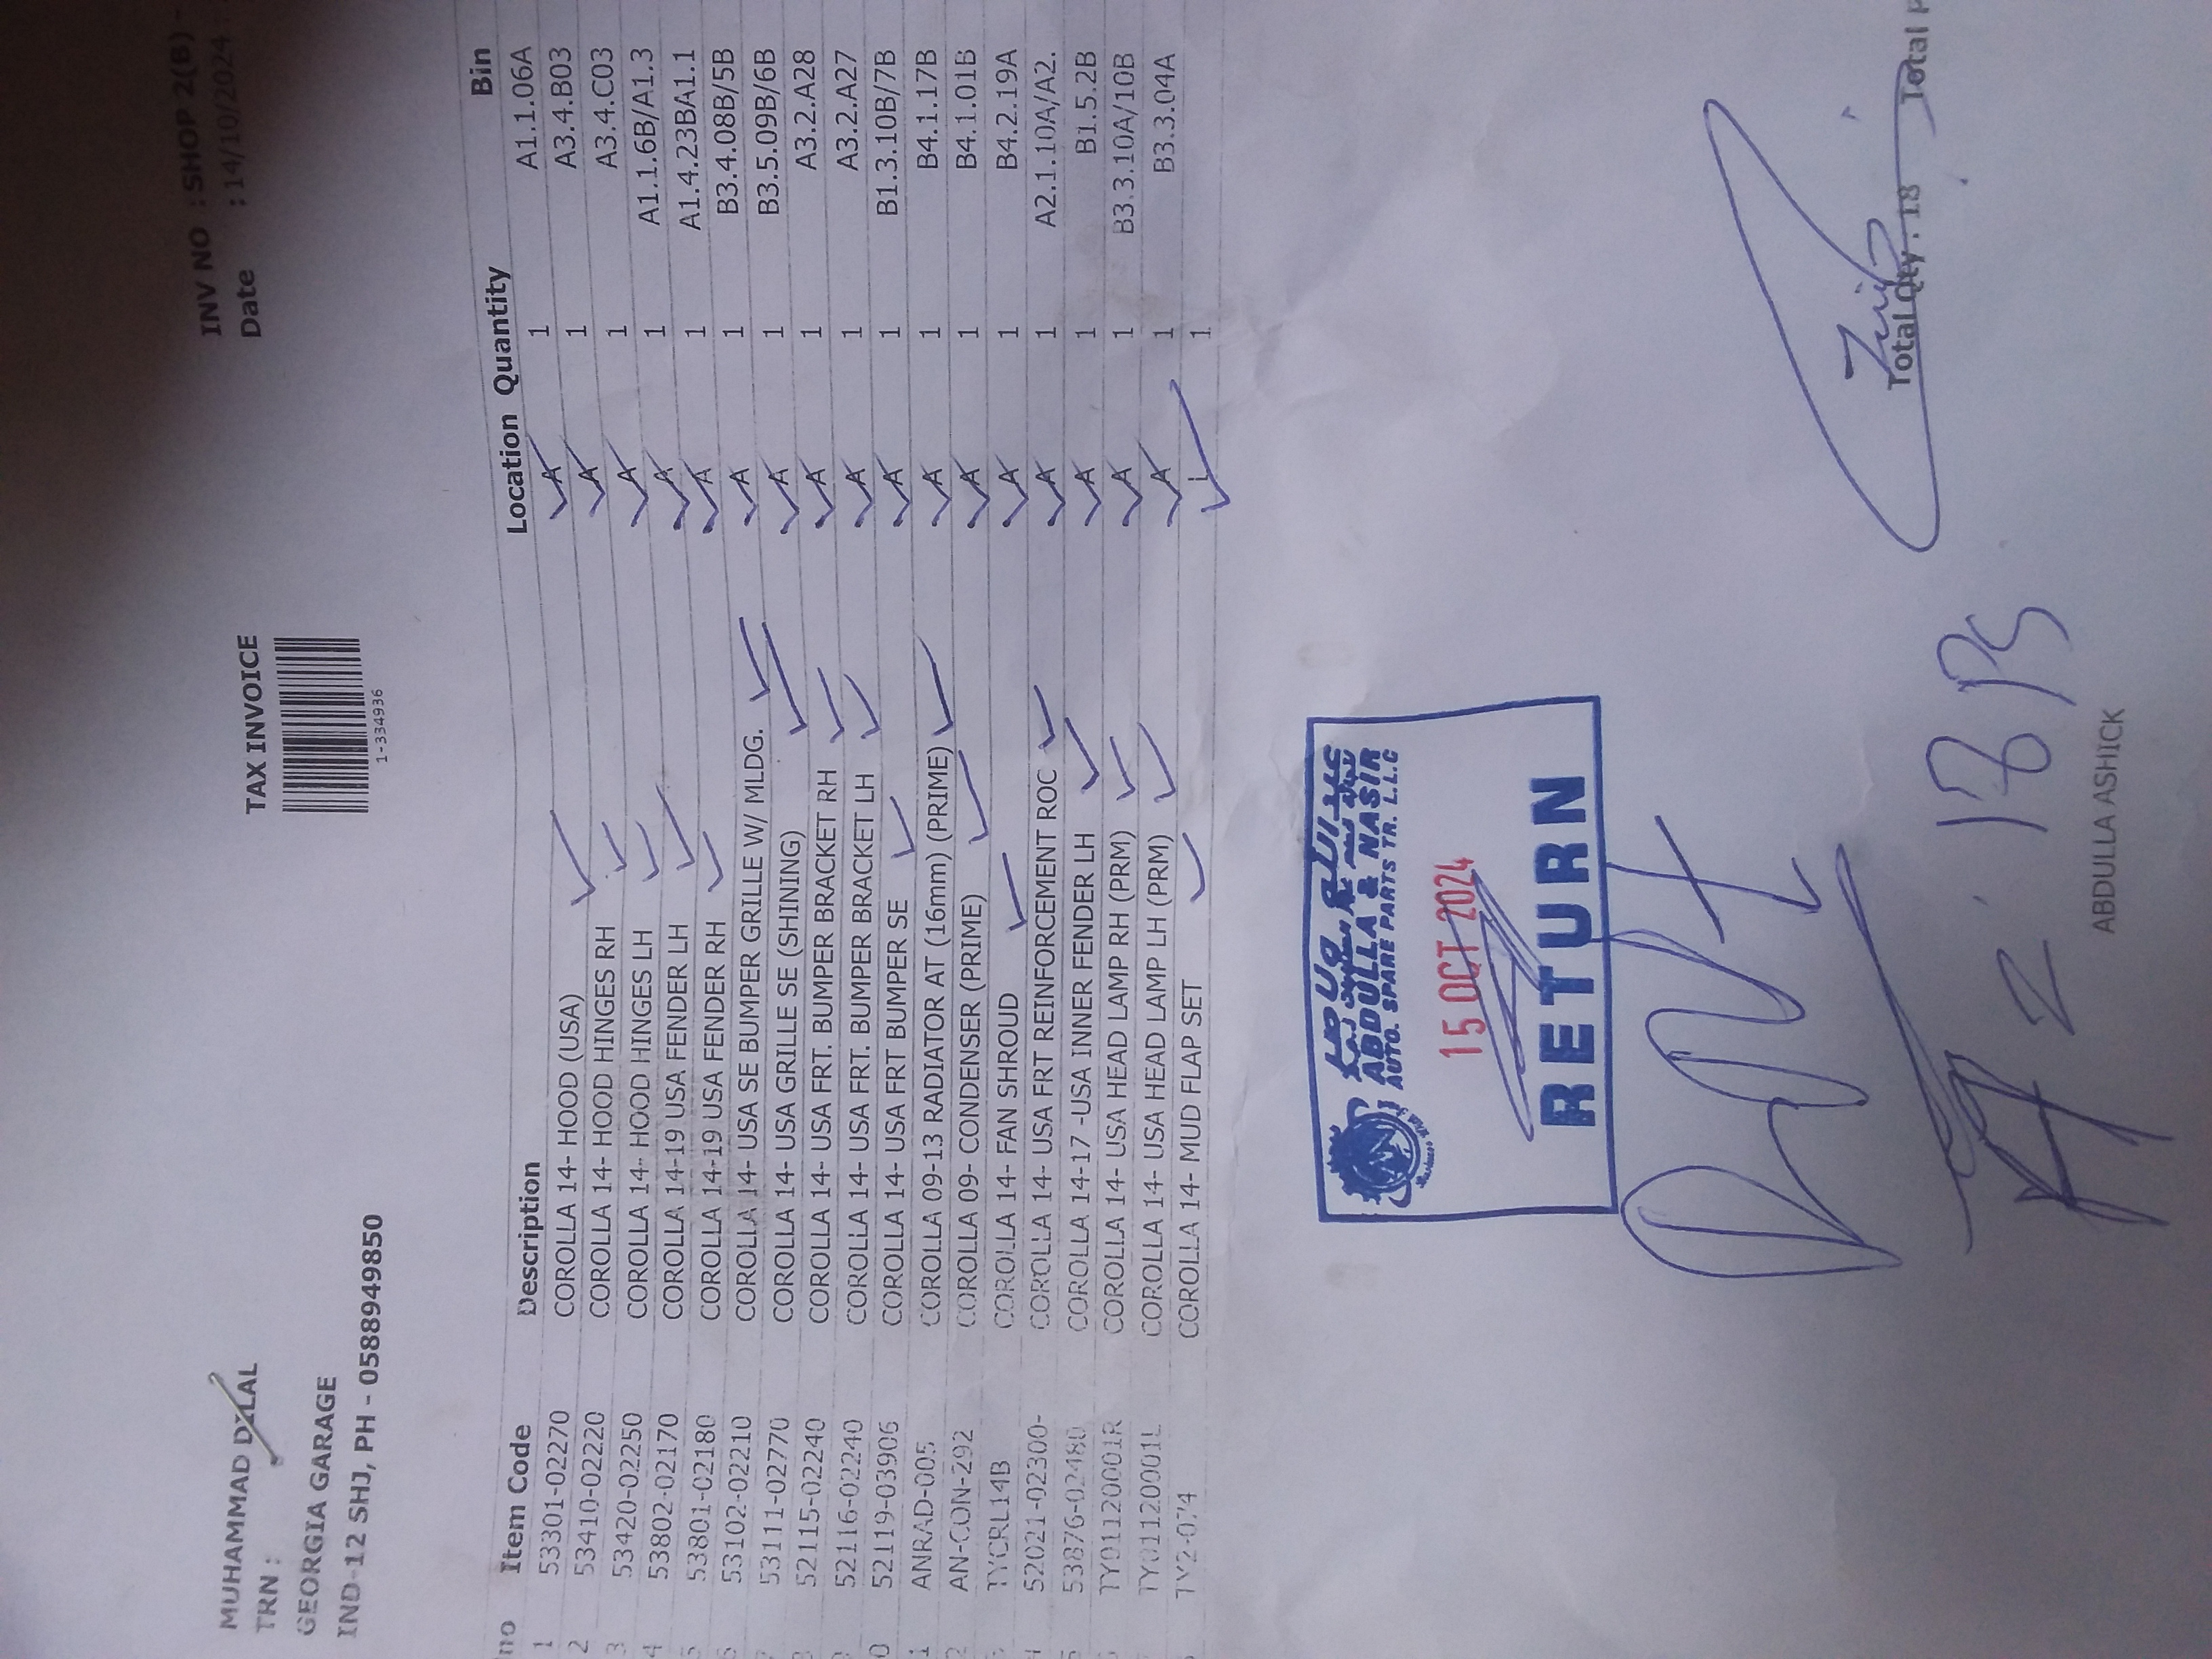 INV NO : SHOP 2(B) -
Date : 14/10/2024
TAX INVOICE
1-334936
MUHAMMAD DILAL
TRN :
GEORGIA GARAGE
IND-12 SHJ, PH - 0588949850
no Item Code Description Location Quantity Bin
1 53301-02270 COROLLA 14- HOOD (USA) A 1 A1.1.06A
2 53410-02220 COROLLA 14- HOOD HINGES RH A 1 A3.4.B03
3 53420-02250 COROLLA 14- HOOD HINGES LH A 1 A3.4.C03
4 53802-02170 COROLLA 14-19 USA FENDER LH A 1 A1.1.6B/A1.3
5 53801-02180 COROLLA 14-19 USA FENDER RH A 1 A1.4.23BA1.1
6 53102-02210 COROLLA 14- USA SE BUMPER GRILLE W/ MLDG. A 1 B3.4.08B/5B
53111-02770 COROLLA 14- USA GRILLE SE (SHINING) A 1 B3.5.09B/6B
52115-02240 COROLLA 14- USA FRT. BUMPER BRACKET RH A 1 A3.2.A28
52116-02240 COROLLA 14- USA FRT. BUMPER BRACKET LH A 1 A3.2.A27
0 52119-03906 COROLLA 14- USA FRT BUMPER SE A 1 B1.3.10B/7B
1 ANRAD-005 COROLLA 09-13 RADIATOR AT (16mm) (PRIME) A 1 B4.1.17B
2 AN-CON-292 COROLLA 09- CONDENSER (PRIME) A 1 B4.1.01B
TYCRL14B COROLLA 14- FAN SHROUD A 1 B4.2.19A
52021-02300- COROLLA 14- USA FRT REINFORCEMENT ROC A 1 A2.1.10A/A2.
53876-02480 COROLLA 14-17 -USA INNER FENDER LH A 1 B1.5.2B
TY01120001R COROLLA 14- USA HEAD LAMP RH (PRM) A 1 B3.3.10A/10B
TY01120001L COROLLA 14- USA HEAD LAMP LH (PRM) A 1 B3.3.04A
TY2-074 COROLLA 14- MUD FLAP SET L 1
ABDULLA & NASIR
AUTO. SPARE PARTS TR. L.L.C
15 OCT 2024
RETURN
Total Qty : 18 Total P
ABDULLA ASHICK